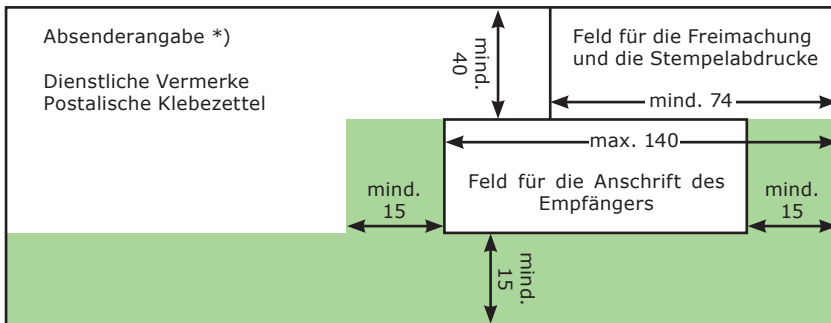 Absenderangabe *)
Dienstliche Vermerke
Postalische Klebezettel
mind.
40
Feld für die Freimachung
und die Stempelabdrucke
mind. 74
max. 140
Feld für die Anschrift des
Empfängers
mind.
15
mind.
15
mind.
15